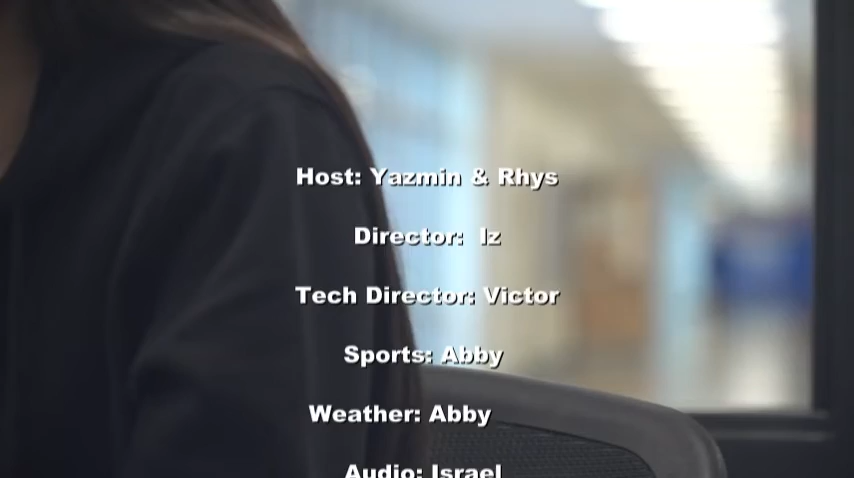 Host: Yazmin & Rhys
Director: Iz
Tech Director: Victor
Sports: Abby
Weather: Abby
Audio: Israel